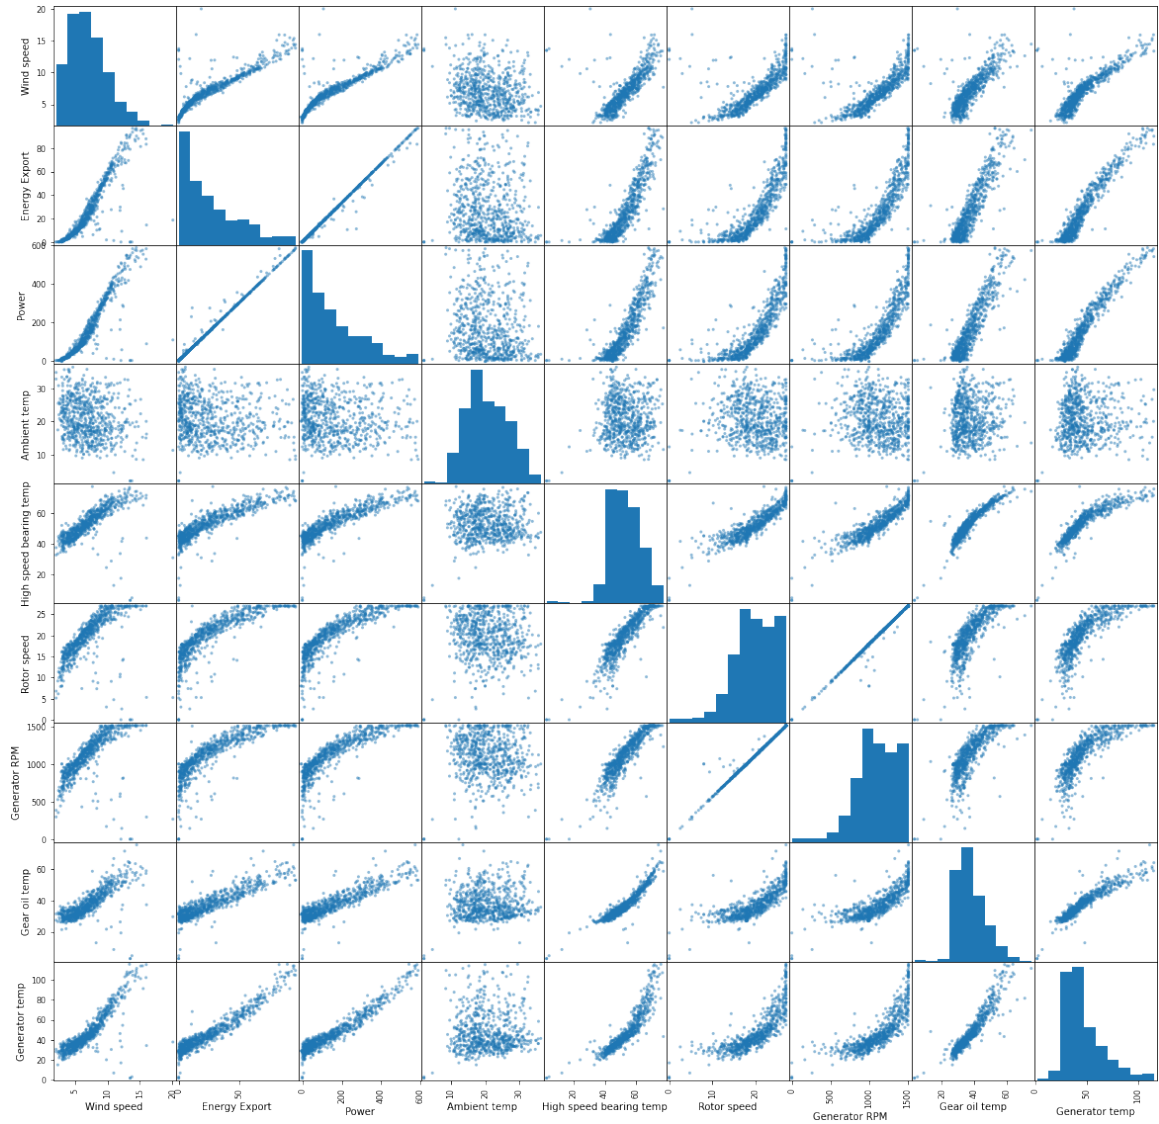 20
15
10
5
Wind speed
80
60
40
20
0
Energy Export
600
400
200
0
Power
30
20
10
Ambient temp
60
40
20
High speed bearing temp
25
20
15
10
5
0
Rotor speed
1500
1000
500
0
Generator RPM
60
40
20
Gear oil temp
100
80
60
40
20
0
Generator temp
5 10 15 20
50
0 200 400 600
10 20 30
20 40 60
0 10 20
0 500 1000 1500
20 40 60
0 50 100
Wind speed Energy Export Power Ambient temp High speed bearing temp Rotor speed Generator RPM Gear oil temp Generator temp